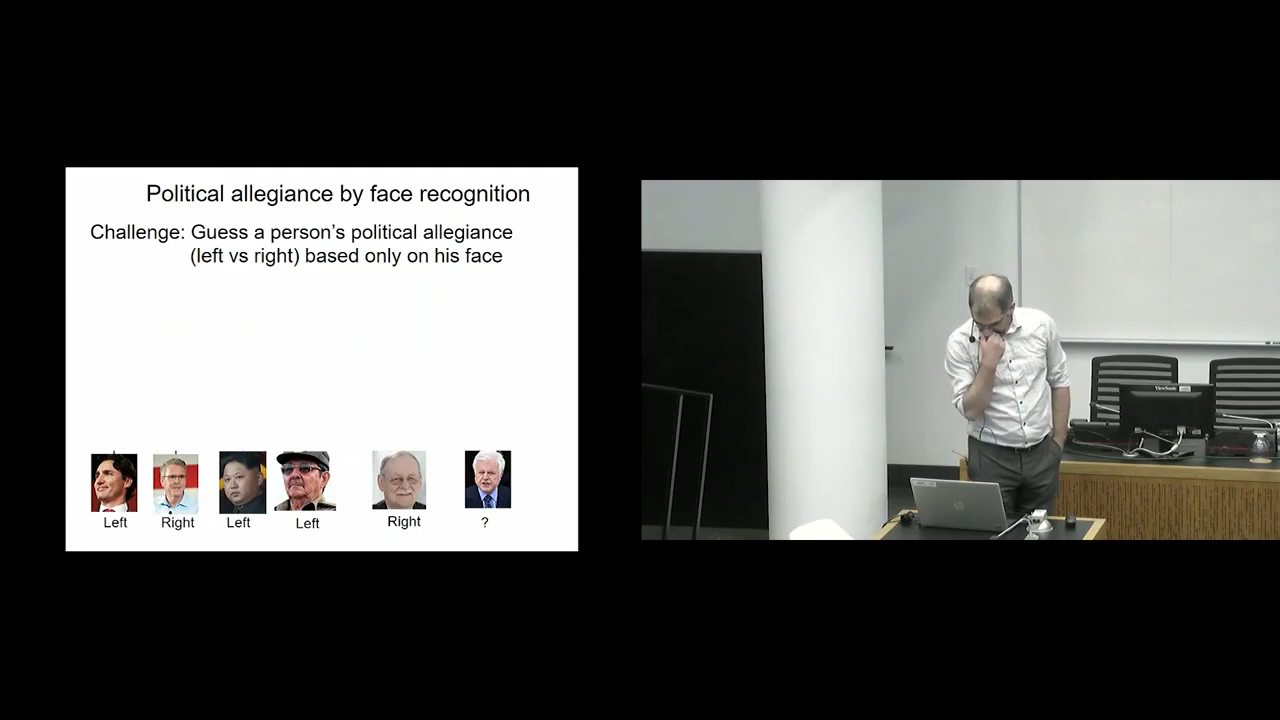 Political allegiance by face recognition
Challenge: Guess a person's political allegiance
(left vs right) based only on his face
Left Right Left Left Right ?
ViewSonic